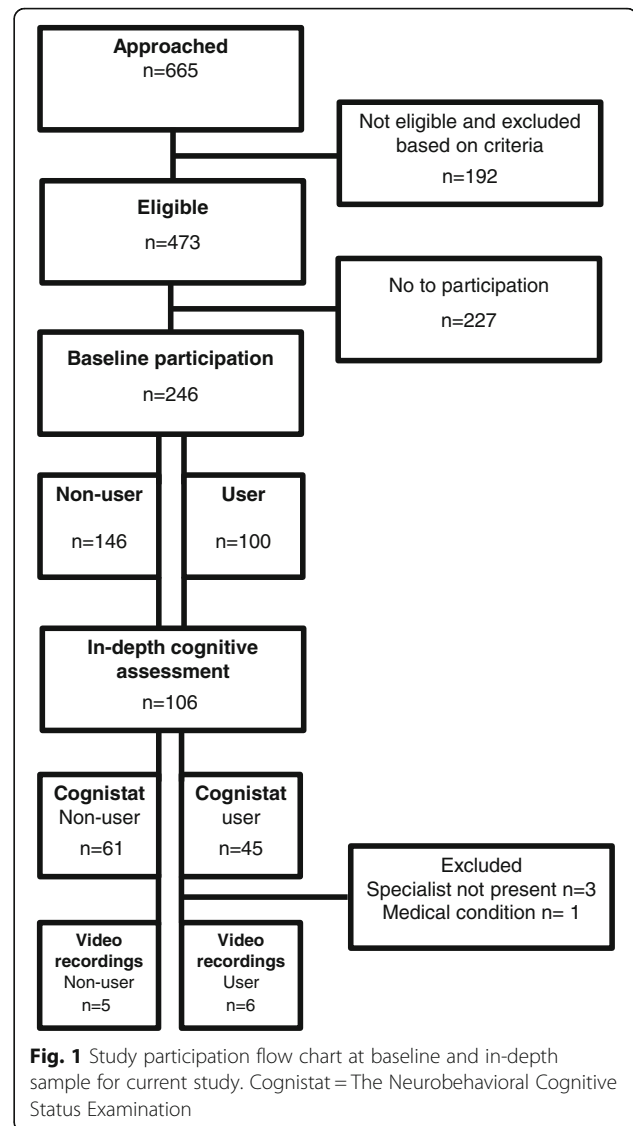 Approached
n=665
Not eligible and excluded
based on criteria
n=192
Eligible
n=473
No to participation
n=227
Baseline participation
n=246
Non-user
n=146
User
n=100
In-depth cognitive
assessment
n=106
Cognistat
Non-user
n=61
Cognistat
user
n=45
Excluded
Specialist not present n=3
Medical condition n= 1
Video
recordings
Non-user
n=5
Video
recordings
User
n=6
Fig. 1 Study participation flow chart at baseline and in-depth
sample for current study. Cognistat = The Neurobehavioral Cognitive
Status Examination